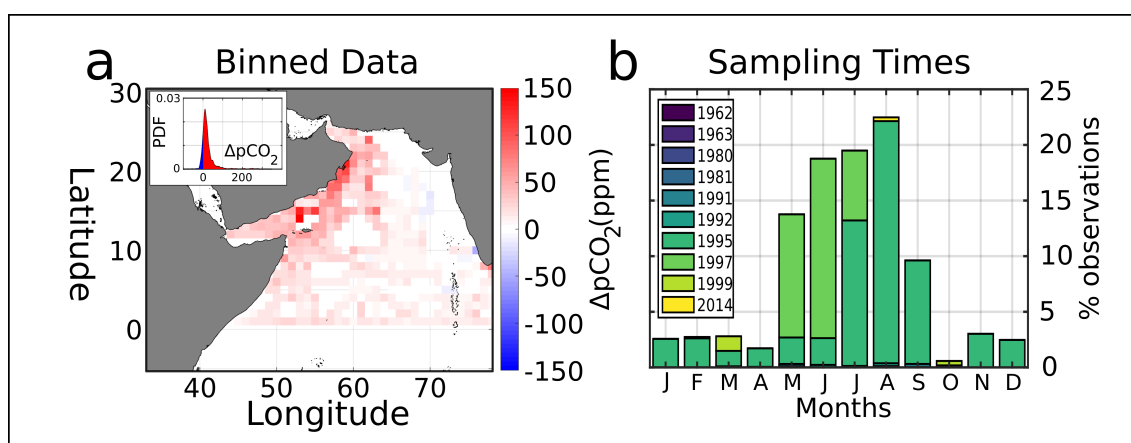 a
Binned Data
30
20
10
0
Latitude
40
50
60
70
Longitude
0.03
0
PDF
ΔpCO2
0
200
150
100
50
0
-50
-100
-150
ΔpCO2(ppm)
b
Sampling Times
1962
1963
1980
1981
1991
1992
1995
1997
1999
2014
25
20
15
10
5
0
% observations
J F M A M J J A S O N D
Months